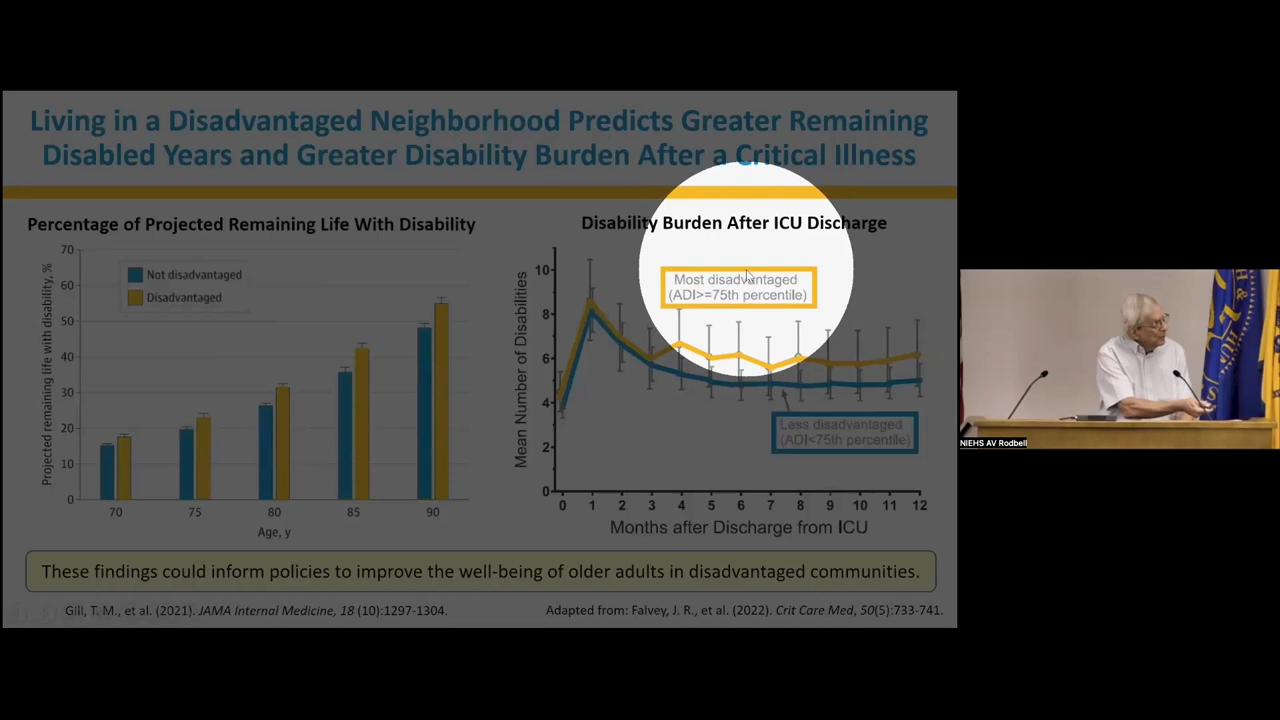 Living in a Disadvantaged Neighborhood Predicts Greater Remaining
Disabled Years and Greater Disability Burden After a Critical Illness
Percentage of Projected Remaining Life With Disability
Projected remaining life with disability, %
70
60
50
40
30
20
10
0
Not disadvantaged
Disadvantaged
70 75 80 85 90
Age, y
Disability Burden After ICU Discharge
Mean Number of Disabilities
10
8
6
4
2
0
Most disadvantaged
(ADI>=75th percentile)
Less disadvantaged
(ADI<75th percentile)
0 1 2 3 4 5 6 7 8 9 10 11 12
Months after Discharge from ICU
These findings could inform policies to improve the well-being of older adults in disadvantaged communities.
Gill, T. M., et al. (2021). JAMA Internal Medicine, 18 (10):1297-1304.
Adapted from: Falvey, J. R., et al. (2022). Crit Care Med, 50(5):733-741.
NIEHS AV Rodbell